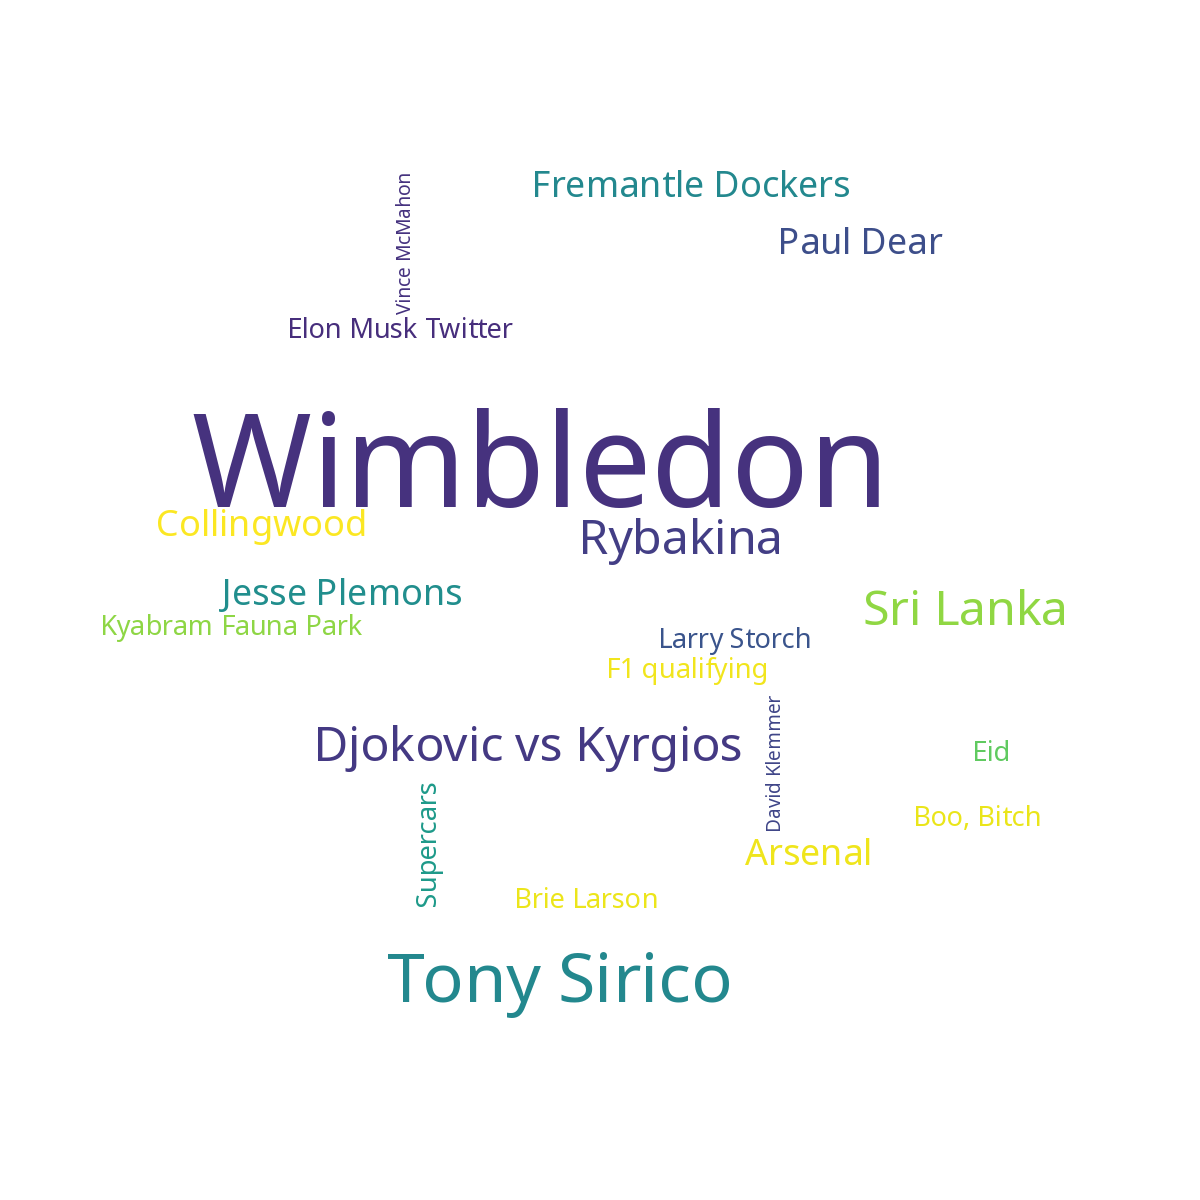 Fremantle Dockers
Vince McMahon
Paul Dear
Elon Musk Twitter
Wimbledon
Collingwood
Rybakina
Jesse Plemons
Sri Lanka
Kyabram Fauna Park
Larry Storch
F1 qualifying
Djokovic vs Kyrgios
David Klemmer
Eid
Supercars
Boo, Bitch
Arsenal
Brie Larson
Tony Sirico